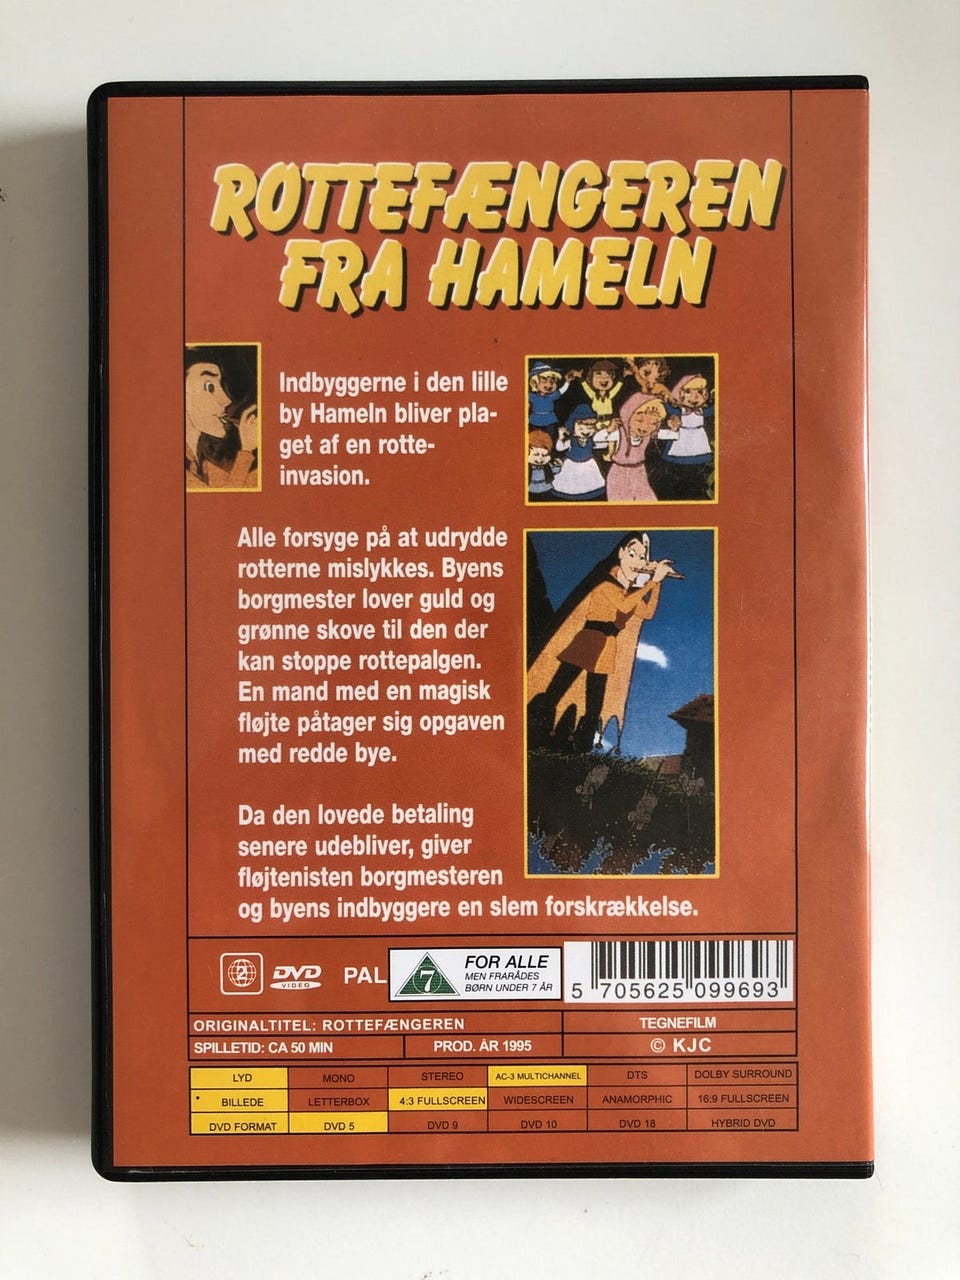 ROTTEFÆNGEREN
FRA HAMELN
Indbyggerne i den lille
by Hameln bliver pla-
get af en rotte-
invasion.
Alle forsyge på at udrydde
rotterne mislykkes. Byens
borgmester lover guld og
grønne skove til den der
kan stoppe rottepalgen.
En mand med en magisk
fløjte påtager sig opgaven
med redde bye.
Da den lovede betaling
senere udebliver, giver
fløjtenisten borgmesteren
og byens indbyggere en slem forskrækkelse.
2 DVD VIDEO PAL 7 FOR ALLE
MEN FRARÅDES
BØRN UNDER 7 ÅR
5 705625 099693
ORIGINALTITEL: ROTTEFÆNGEREN TEGNEFILM
SPILLETID: CA 50 MIN PROD. ÅR 1995 © KJC
LYD MONO STEREO AC-3 MULTICHANNEL DTS DOLBY SURROUND
BILLEDE LETTERBOX 4:3 FULLSCREEN WIDESCREEN ANAMORPHIC 16:9 FULLSCREEN
DVD FORMAT DVD 5 DVD 9 DVD 10 DVD 18 HYBRID DVD